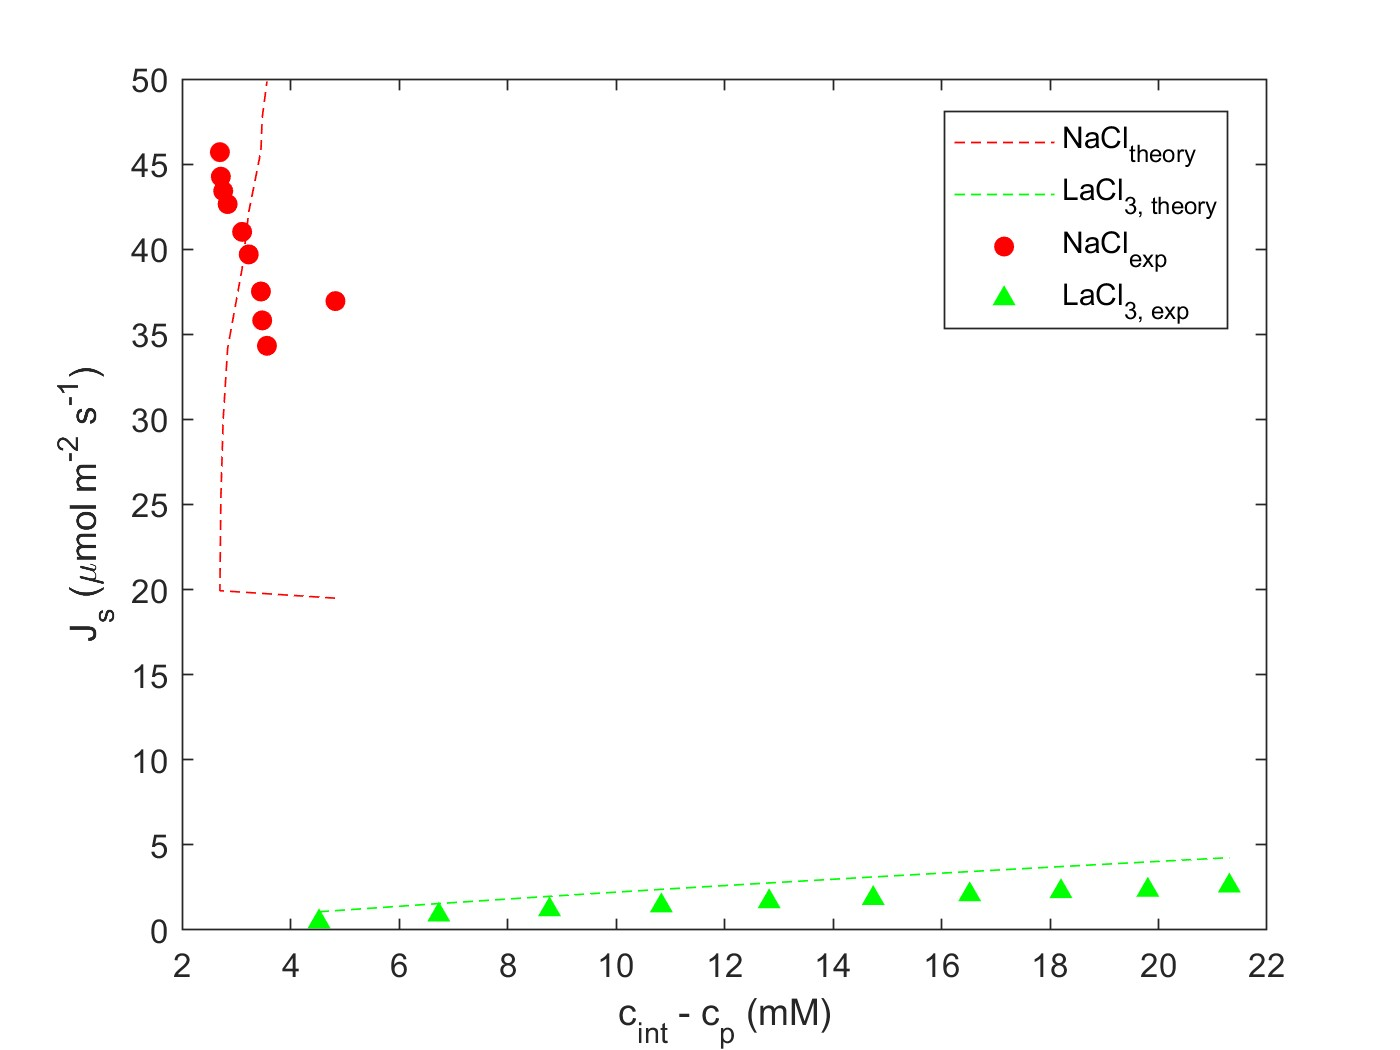 50
45
40
35
30
25
20
15
10
5
0
J_s (μmol m^-2 s^-1)
2 4 6 8 10 12 14 16 18 20 22
c_int - c_p (mM)
NaCl_theory
LaCl_3, theory
NaCl_exp
LaCl_3, exp